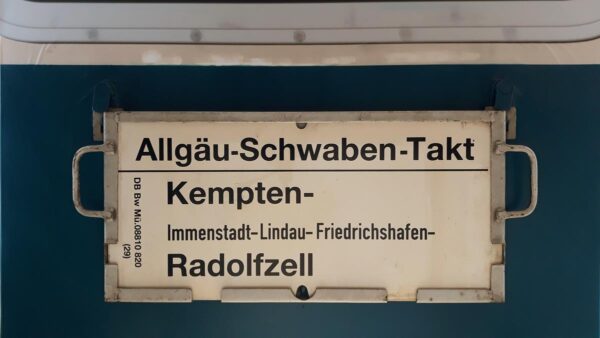 Allgäu-Schwaben-Takt
Kempten-
Immenstadt-Lindau-Friedrichshafen-
Radolfzell
DB Bw Mü.08810 820
(29)